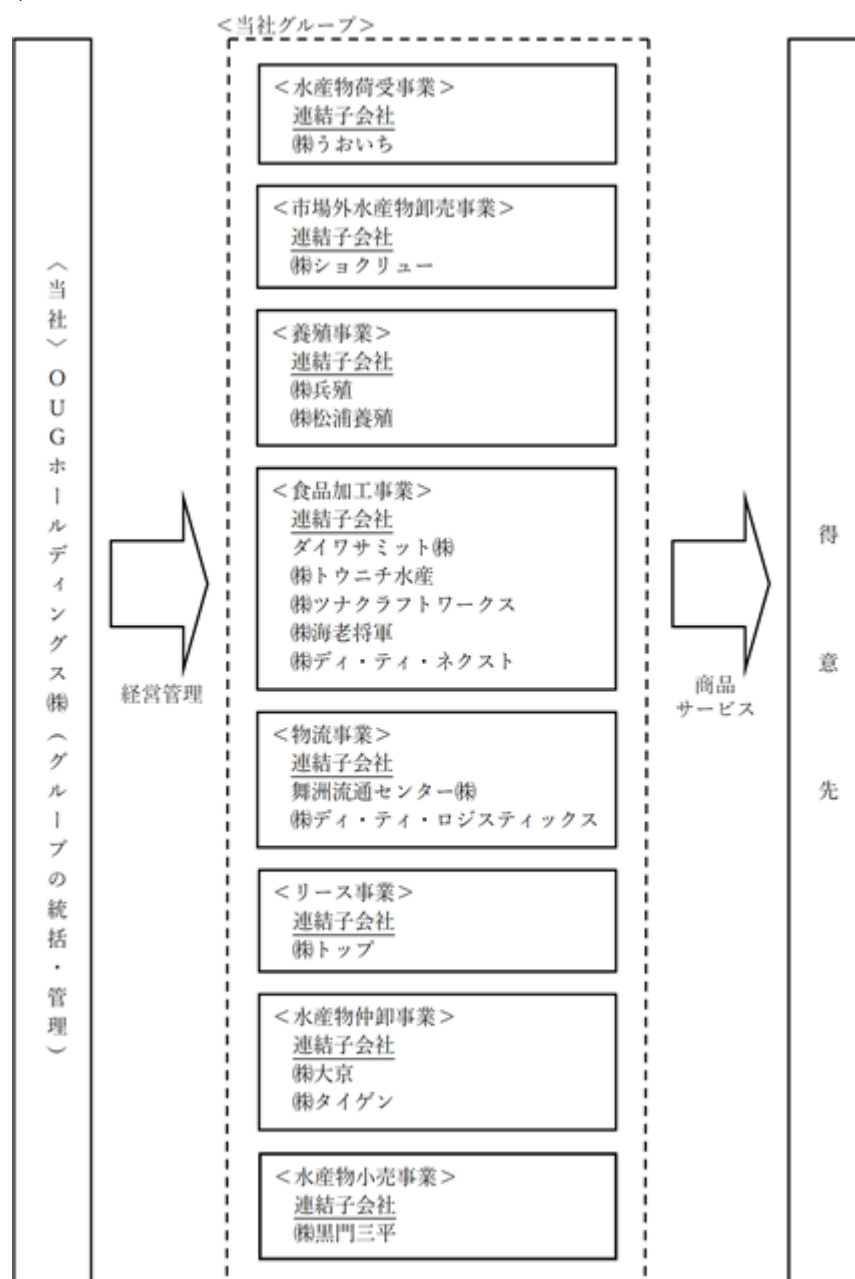 <当社グループ>
〈当社〉OUGホールディングス㈱(グループの統括・管理)
経営管理
<水産物荷受事業>
連結子会社
㈱うおいち
<市場外水産物卸売事業>
連結子会社
㈱ショクリュー
<養殖事業>
連結子会社
㈱兵殖
㈱松浦養殖
<食品加工事業>
連結子会社
ダイワサミット㈱
㈱トウニチ水産
㈱ツナクラフトワークス
㈱海老将軍
㈱ディ・ティ・ネクスト
<物流事業>
連結子会社
舞洲流通センター㈱
㈱ディ・ティ・ロジスティックス
<リース事業>
連結子会社
㈱トップ
<水産物仲卸事業>
連結子会社
㈱大京
㈱タイゲン
<水産物小売事業>
連結子会社
㈱黒門三平
商品
サービス
得意先